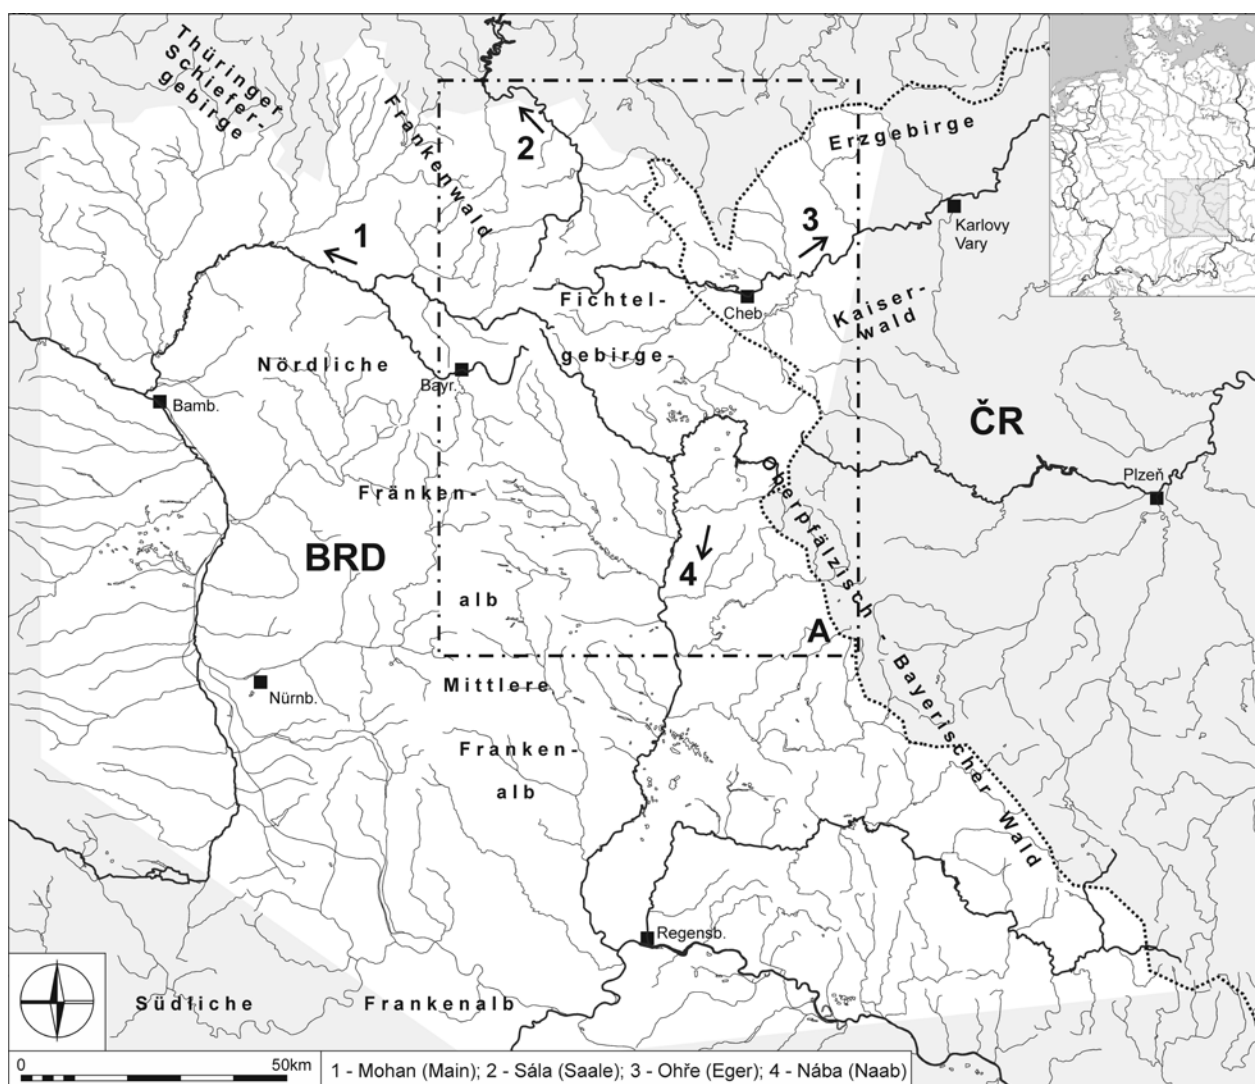 Thüringer
Schiefer-
gebirge
Frankenwald
2
Erzgebirge
1
3
Karlovy
Vary
Fichtel-
Cheb
Kaiser-
wald
Nördliche
gebirge-
Bayr.
Bamb.
ČR
Oberpfälzisch - Bayerischer Wald
Plzeň
Fränken-
BRD
4
alb
A
Nürnb.
Mittlere
Franken-
alb
Regensb.
Südliche Frankenalb
0 50km
1 - Mohan (Main); 2 - Sála (Saale); 3 - Ohře (Eger); 4 - Nába (Naab)